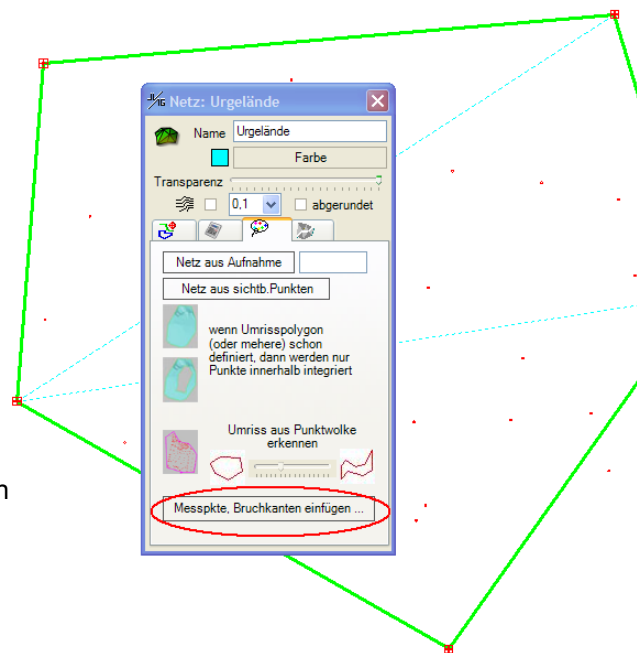 Netz: Urgelände
Name Urgelände
Farbe
Transparenz
0,1 abgerundet
Netz aus Aufnahme
Netz aus sichtb.Punkten
wenn Umrisspolygon
(oder mehere) schon
definiert, dann werden nur
Punkte innerhalb integriert
Umriss aus Punktwolke
erkennen
n
Messpkte, Bruchkanten einfügen ...